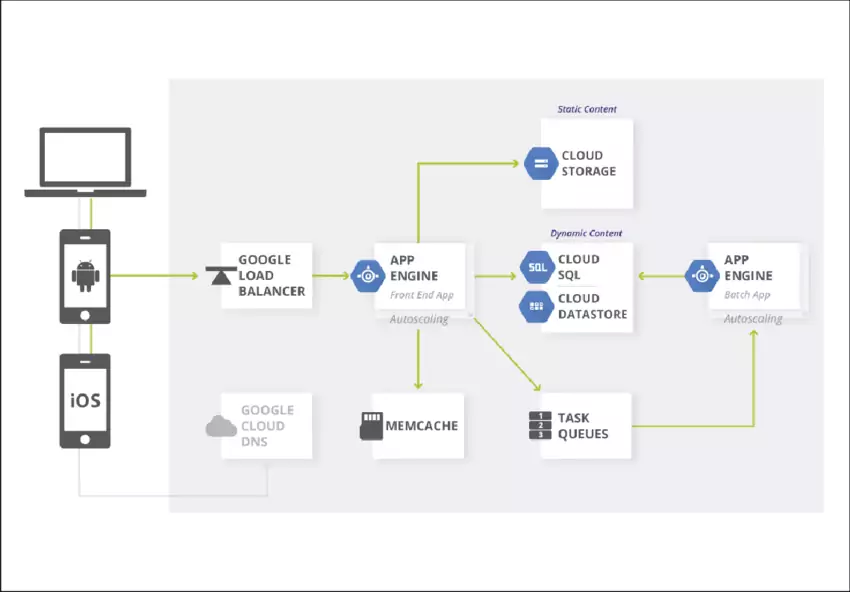 Static Content
CLOUD
STORAGE
Dynamic Content
GOOGLE
LOAD
BALANCER
APP
ENGINE
Front End App
Autoscaling
SQL
CLOUD
SQL
CLOUD
DATASTORE
APP
ENGINE
Batch App
Autoscaling
iOS
GOOGLE
CLOUD
DNS
MEMCACHE
1
2
3
TASK
QUEUES